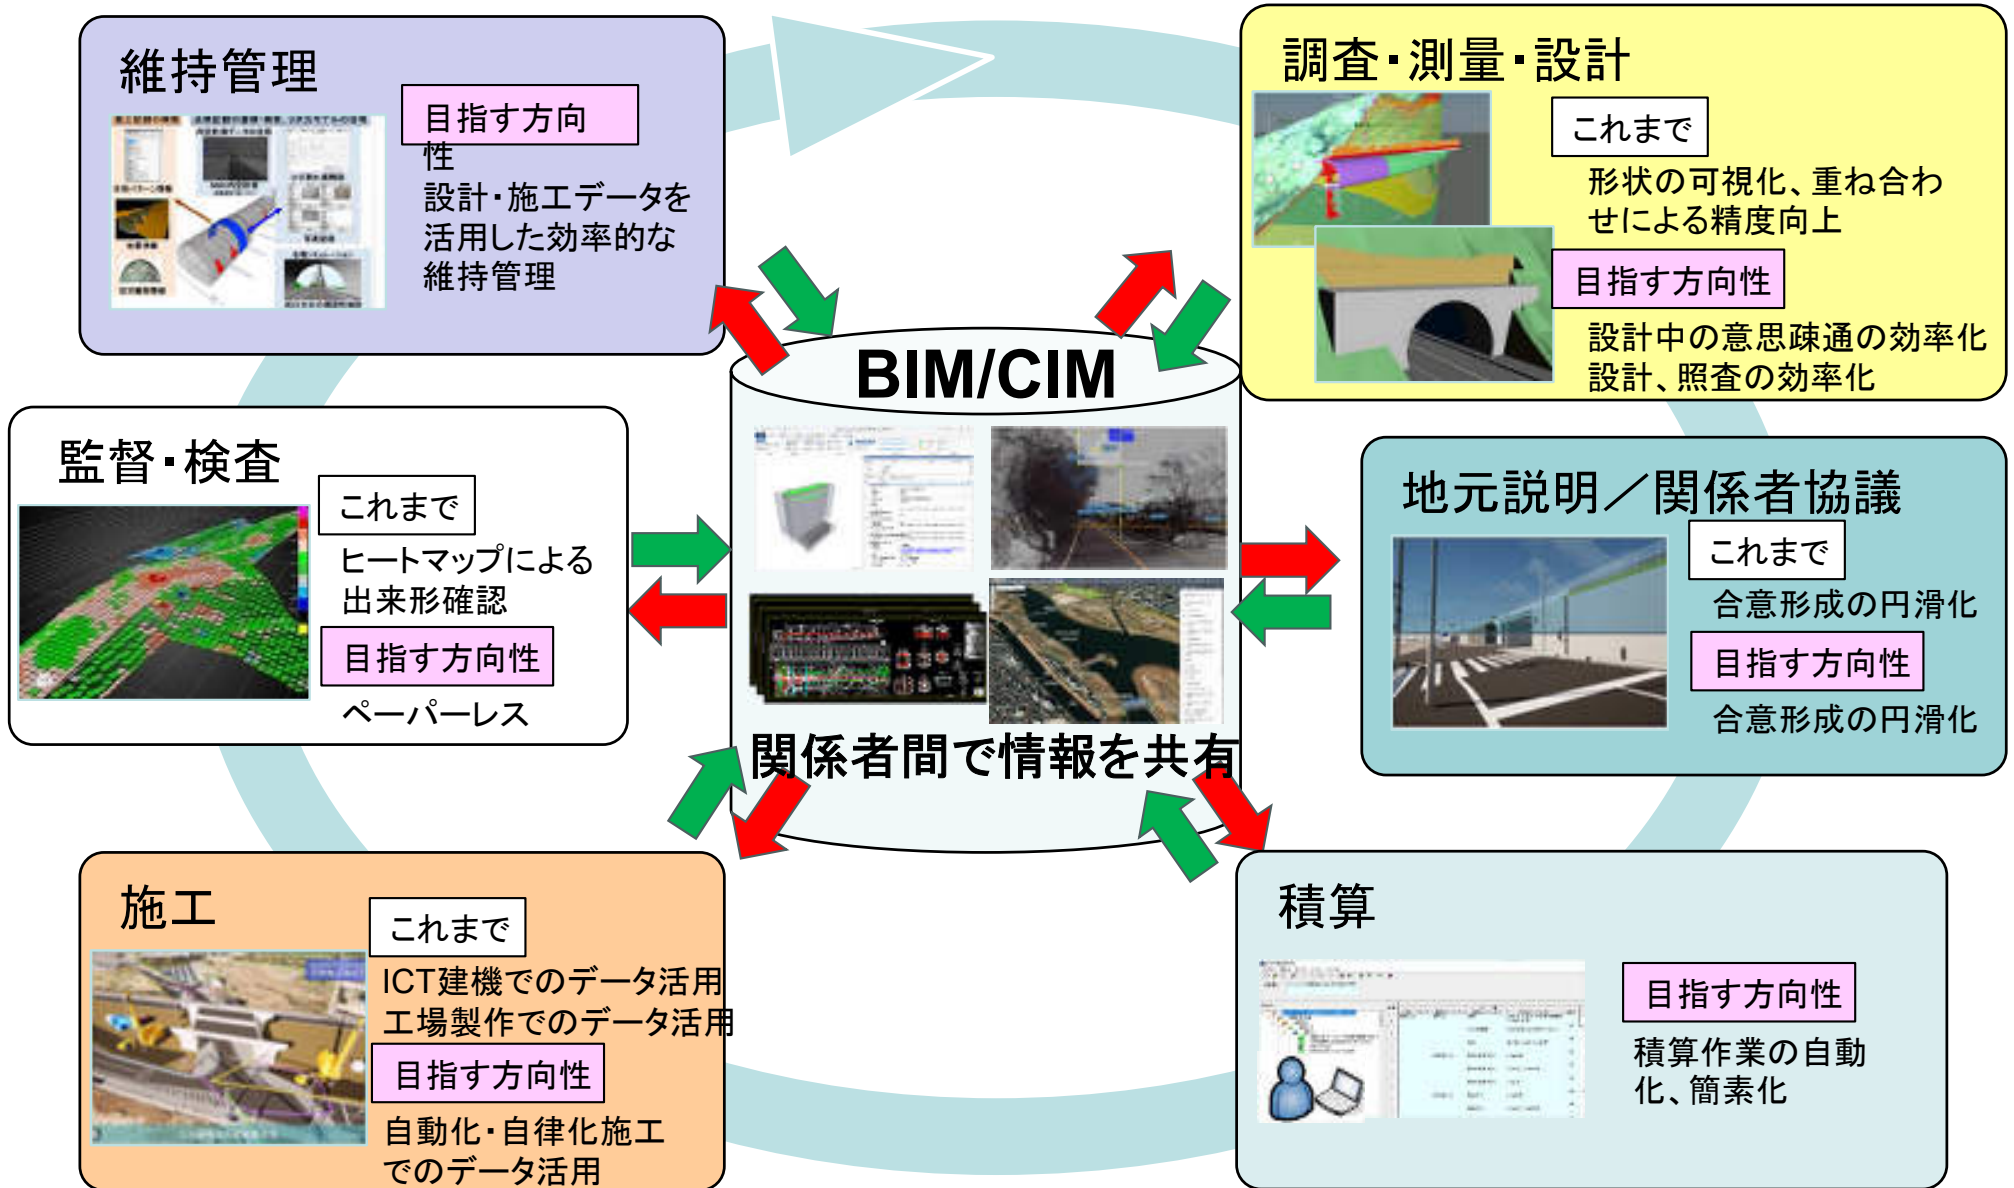 維持管理
目指す方向
性
設計・施工データを
活用した効率的な
維持管理
調査・測量・設計
これまで
形状の可視化、重ね合わ
せによる精度向上
目指す方向性
設計中の意思疎通の効率化
設計、照査の効率化
BIM/CIM
関係者間で情報を共有
監督・検査
これまで
ヒートマップによる
出来形確認
目指す方向性
ペーパーレス
地元説明／関係者協議
これまで
合意形成の円滑化
目指す方向性
合意形成の円滑化
施工
これまで
ICT建機でのデータ活用
工場製作でのデータ活用
目指す方向性
自動化・自律化施工
でのデータ活用
積算
目指す方向性
積算作業の自動
化、簡素化